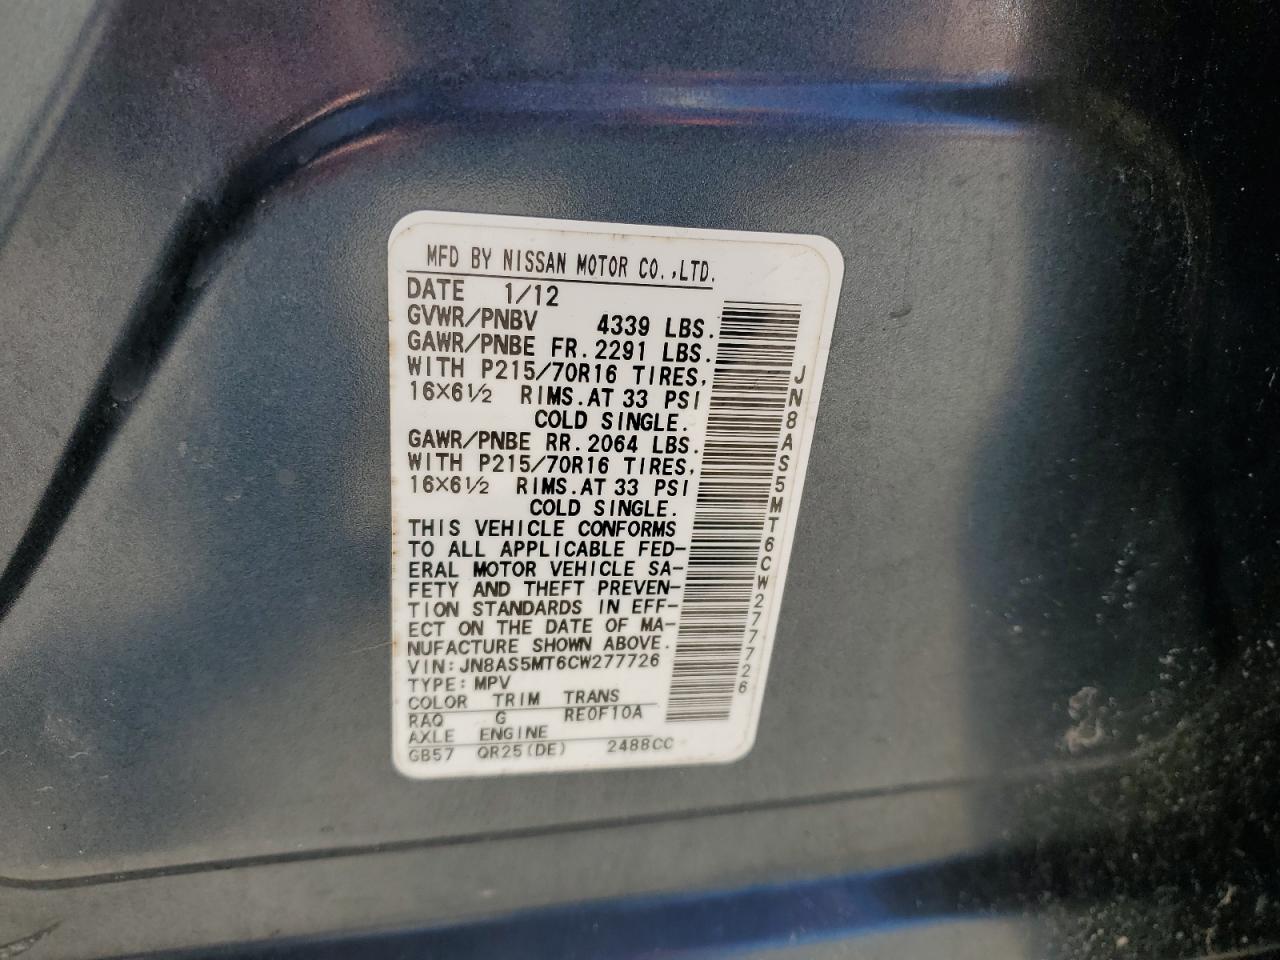 MFD BY NISSAN MOTOR CO.,LTD.
DATE 1/12
GVWR/PNBV 4339 LBS.
GAWR/PNBE FR.2291 LBS.
WITH P215/70R16 TIRES,
16X6½ RIMS.AT 33 PSI
COLD SINGLE.
GAWR/PNBE RR.2064 LBS.
WITH P215/70R16 TIRES,
16X6½ RIMS.AT 33 PSI
COLD SINGLE.
THIS VEHICLE CONFORMS
TO ALL APPLICABLE FED-
ERAL MOTOR VEHICLE SA-
FETY AND THEFT PREVEN-
TION STANDARDS IN EFF-
ECT ON THE DATE OF MA-
NUFACTURE SHOWN ABOVE.
VIN:JN8AS5MT6CW277726
TYPE:MPV
COLOR TRIM TRANS
RAQ G RE0F10A
AXLE ENGINE
GB57 QR25(DE) 2488CC
JN8AS5MT6CW277726